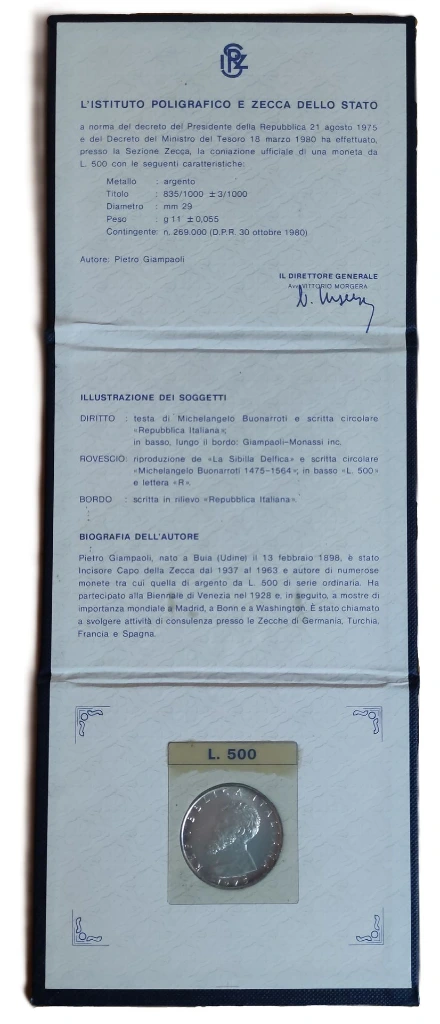 IPZS
L'ISTITUTO POLIGRAFICO E ZECCA DELLO STATO
a norma del decreto del Presidente della Repubblica 21 agosto 1975
e del Decreto del Ministro del Tesoro 18 marzo 1980 ha effettuato,
presso la Sezione Zecca, la coniazione ufficiale di una moneta da
L. 500 con le seguenti caratteristiche:
Metallo : argento
Titolo : 835/1000 ±3/1000
Diametro : mm 29
Peso : g 11 ±0,055
Contingente: n. 269.000 (D.P.R. 30 ottobre 1980)
Autore: Pietro Giampaoli
IL DIRETTORE GENERALE
Avv. VITTORIO MORGERA
ILLUSTRAZIONE DEI SOGGETTI
DIRITTO : testa di Michelangelo Buonarroti e scritta circolare
«Repubblica Italiana»;
in basso, lungo il bordo: Giampaoli-Monassi inc.
ROVESCIO: riproduzione de «La Sibilla Delfica» e scritta circolare
«Michelangelo Buonarroti 1475-1564»; in basso «L. 500»
e lettera «R».
BORDO : scritta in rilievo «Repubblica Italiana».
BIOGRAFIA DELL'AUTORE
Pietro Giampaoli, nato a Buia (Udine) il 13 febbraio 1898, è stato
Incisore Capo della Zecca dal 1937 al 1963 e autore di numerose
monete tra cui quella di argento da L. 500 di serie ordinaria. Ha
partecipato alla Biennale di Venezia nel 1928 e, in seguito, a mostre di
importanza mondiale a Madrid, a Bonn e a Washington. È stato chiamato
a svolgere attività di consulenza presso le Zecche di Germania, Turchia,
Francia e Spagna.
L. 500
REPUBBLICA ITALIANA